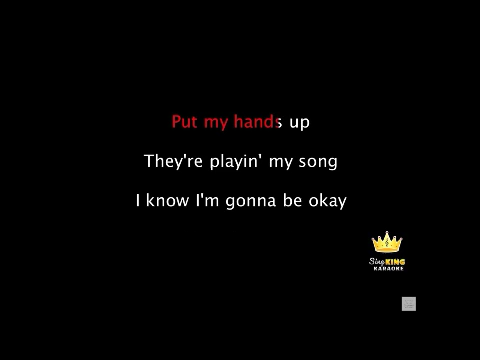 Put my hands up
They're playin' my song
I know I'm gonna be okay
Sing KING
KARAOKE